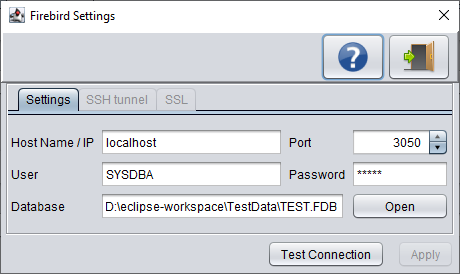 Firebird Settings
Settings SSH tunnel SSL
Host Name / IP localhost Port 3050
User SYSDBA Password *****
Database D:\eclipse-workspace\TestData\TEST.FDB Open
Test Connection Apply